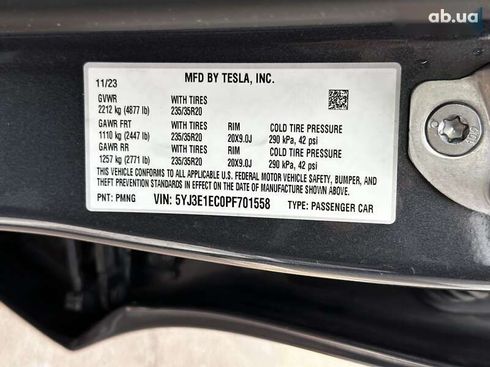 ab.ua
MFD BY TESLA, INC.
11/23
GVWR WITH TIRES
2212 kg (4877 lb) 235/35R20
GAWR FRT WITH TIRES RIM COLD TIRE PRESSURE
1110 kg (2447 lb) 235/35R20 20X9.0J 290 kPa, 42 psi
GAWR RR WITH TIRES RIM COLD TIRE PRESSURE
1257 kg (2771 lb) 235/35R20 20X9.0J 290 kPa, 42 psi
THIS VEHICLE CONFORMS TO ALL APPLICABLE U.S. FEDERAL MOTOR VEHICLE SAFETY, BUMPER, AND
THEFT PREVENTION STANDARDS IN EFFECT ON THE DATE OF MANUFACTURE SHOWN ABOVE.
PNT: PMNG VIN: 5YJ3E1EC0PF701558 TYPE: PASSENGER CAR